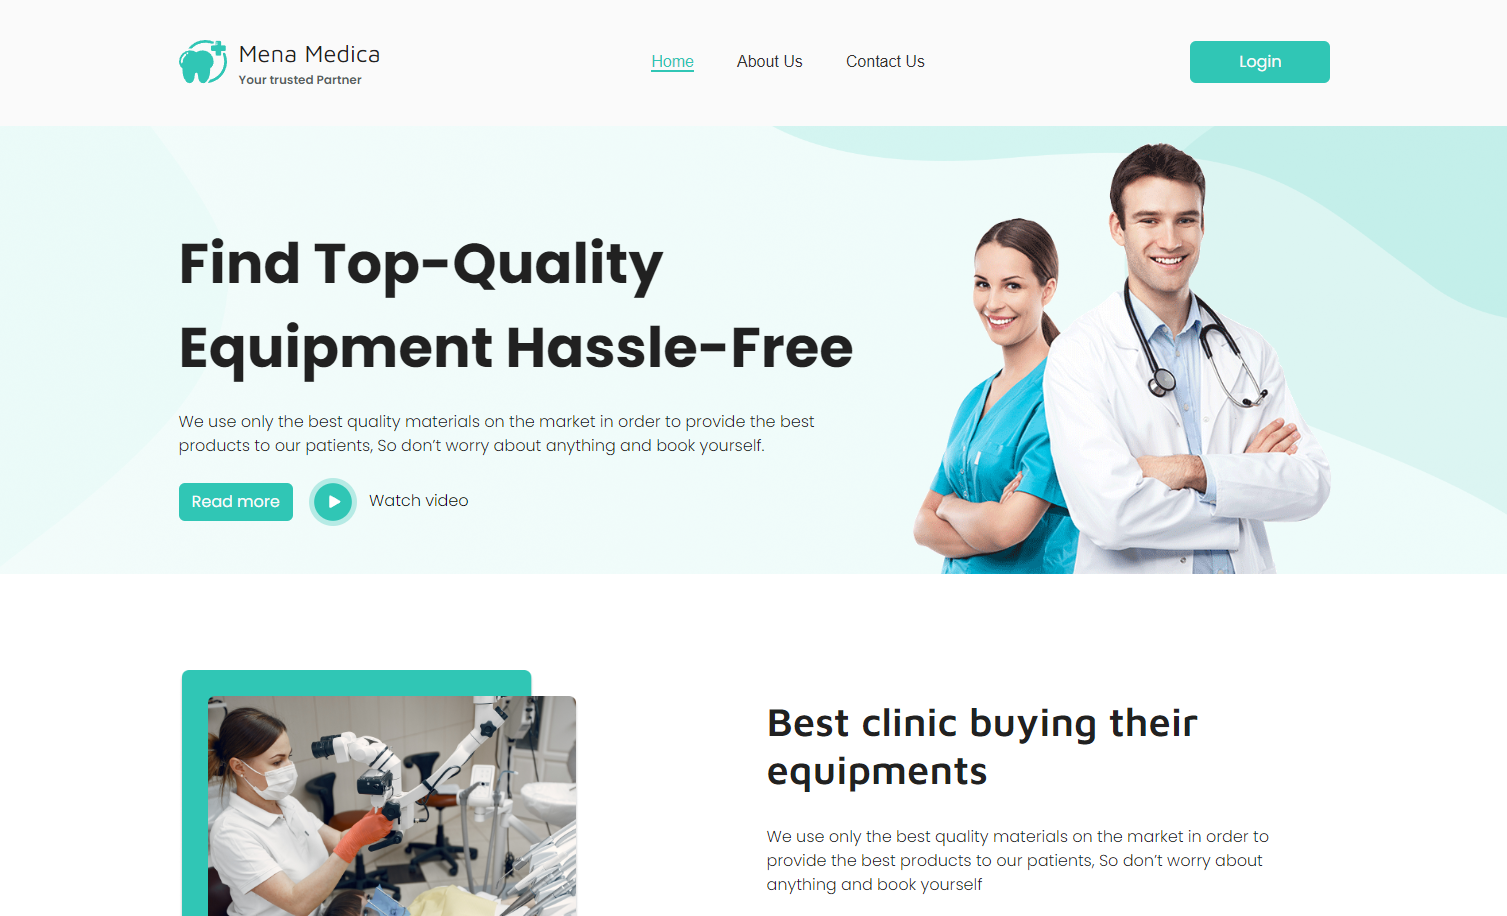 Mena Medica
Your trusted Partner
Home
About Us
Contact Us
Login
Find Top-Quality
Equipment Hassle-Free
We use only the best quality materials on the market in order to provide the best
products to our patients, So don’t worry about anything and book yourself.
Read more
Watch video
Best clinic buying their
equipments
We use only the best quality materials on the market in order to
provide the best products to our patients, So don’t worry about
anything and book yourself